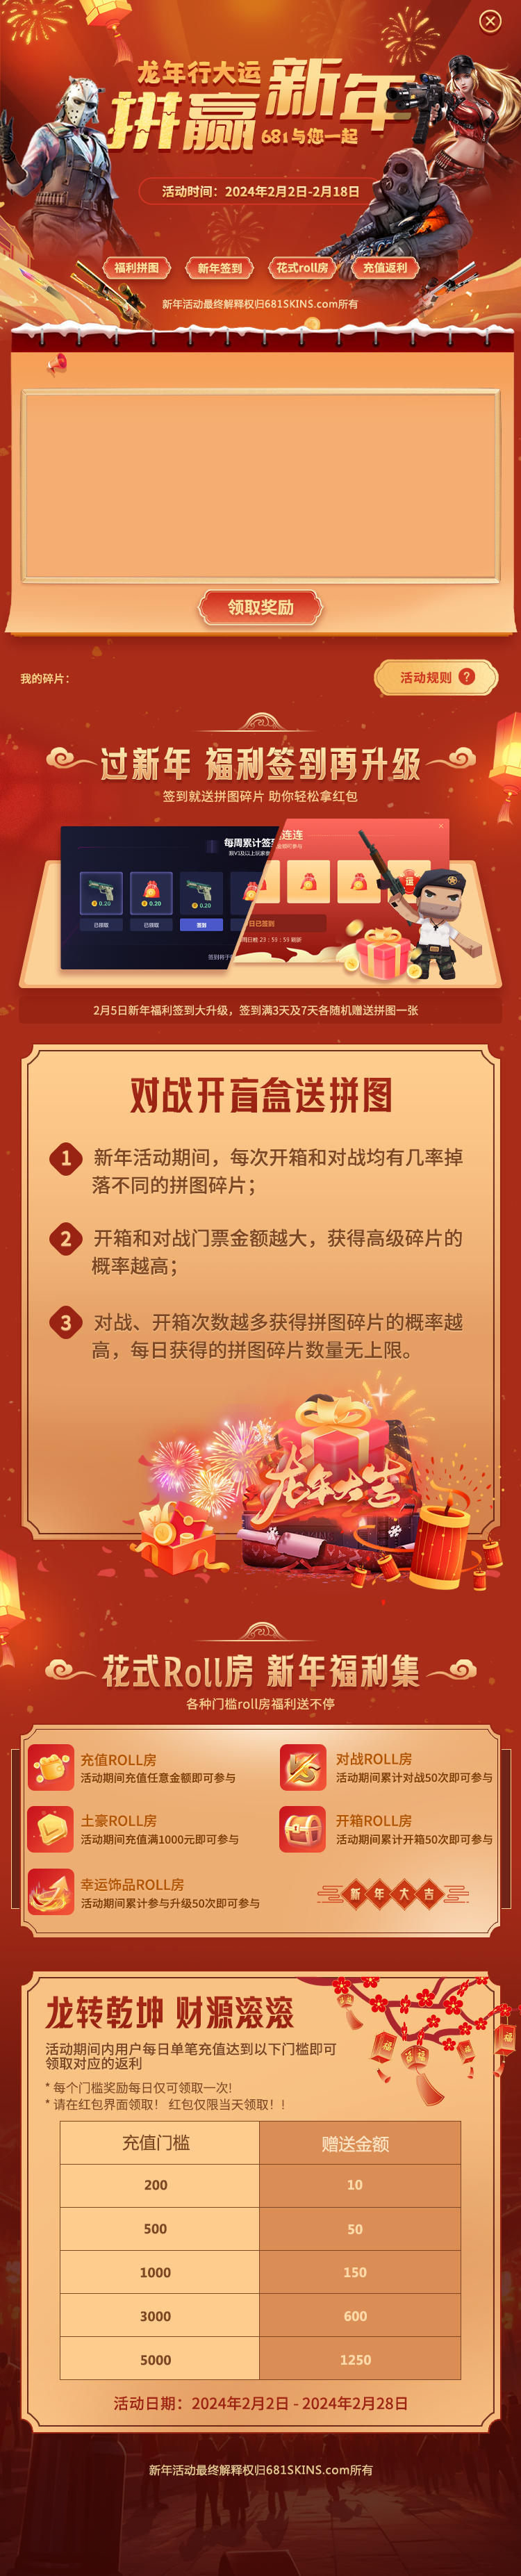 龙年行大运
新年
拼赢
681与您一起
活动时间：2024年2月2日-2月18日
福利拼图
新年签到
花式roll房
充值返利
新年活动最终解释权归681SKINS.com所有
领取奖励
我的碎片：
活动规则 ?
过新年 福利签到再升级
签到就送拼图碎片 助你轻松拿红包
每周累计签
连连
0.20
0.20
0.20
已领取
已领取
签到
日已签到
2月5日新年福利签到大升级，签到满3天及7天各随机赠送拼图一张
对战开盲盒送拼图
1 新年活动期间，每次开箱和对战均有几率掉
落不同的拼图碎片；
2 开箱和对战门票金额越大，获得高级碎片的
概率越高；
3 对战、开箱次数越多获得拼图碎片的概率越
高，每日获得的拼图碎片数量无上限。
龙年大吉
花式Roll房 新年福利集
各种门槛roll房福利送不停
充值ROLL房
活动期间充值任意金额即可参与
对战ROLL房
活动期间累计对战50次即可参与
土豪ROLL房
活动期间充值满1000元即可参与
开箱ROLL房
活动期间累计开箱50次即可参与
幸运饰品ROLL房
活动期间累计参与升级50次即可参与
新年大吉
龙转乾坤 财源滚滚
活动期间内用户每日单笔充值达到以下门槛即可
领取对应的返利
* 每个门槛奖励每日仅可领取一次!
* 请在红包界面领取！ 红包仅限当天领取！！
充值门槛 赠送金额
200 10
500 50
1000 150
3000 600
5000 1250
活动日期：2024年2月2日 - 2024年2月28日
新年活动最终解释权归681SKINS.com所有